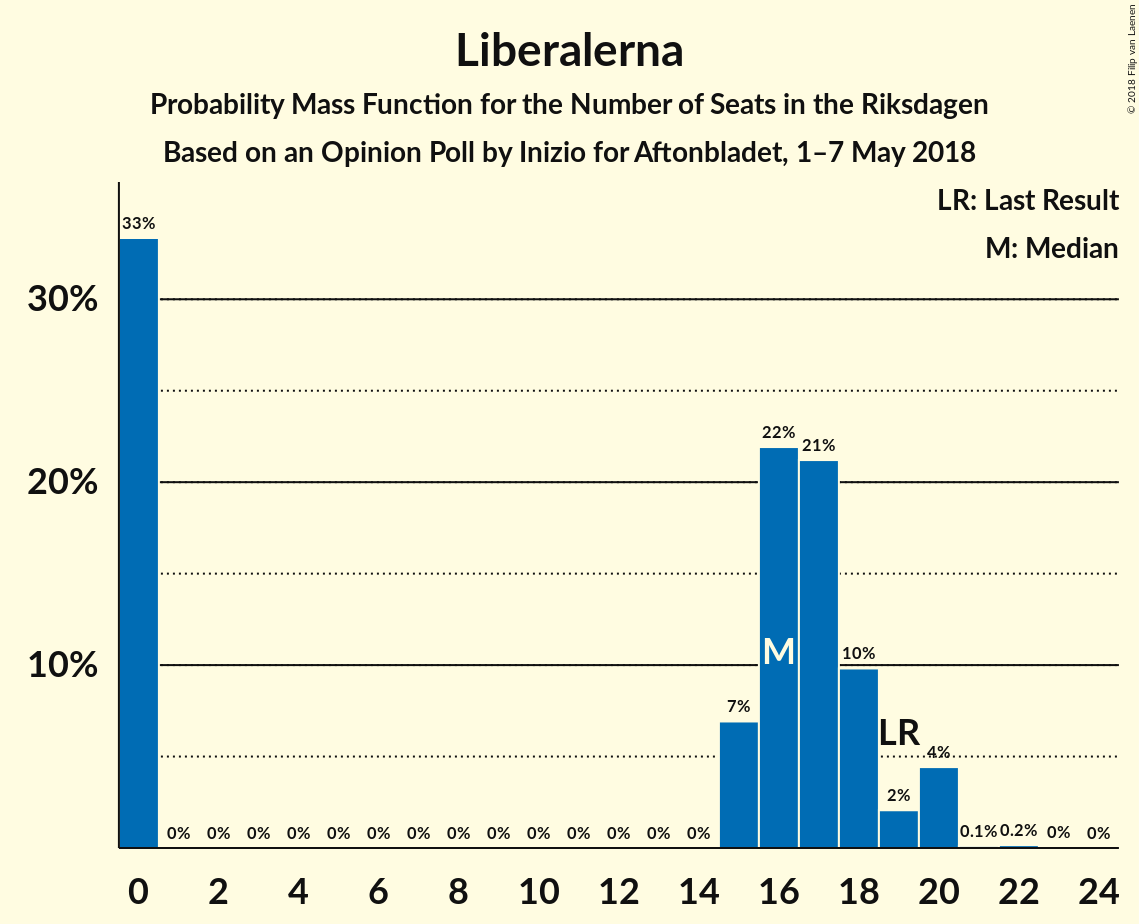 Liberalerna
Probability Mass Function for the Number of Seats in the Riksdagen
Based on an Opinion Poll by Inizio for Aftonbladet, 1–7 May 2018
© 2018 Filip van Laenen
LR: Last Result
M: Median
33%
30%
22%
21%
20%
M
10%
10%
7%
LR
4%
2%
0% 0% 0% 0% 0% 0% 0% 0% 0% 0% 0% 0% 0% 0% 0.1% 0.2% 0% 0%
0 2 4 6 8 10 12 14 16 18 20 22 24